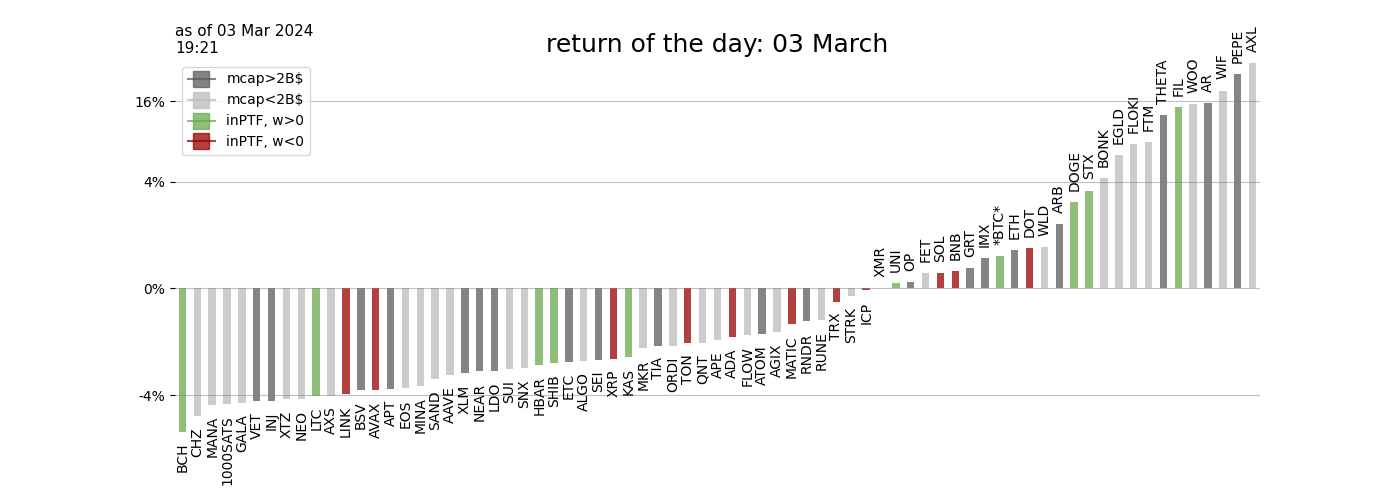 as of 03 Mar 2024
19:21
return of the day: 03 March
mcap>2B$
mcap<2B$
inPTF, w>0
inPTF, w<0
16%
4%
0%
-4%
BCH
CHZ
MANA
1000SATS
GALA
VET
INJ
XTZ
NEO
LTC
AXS
LINK
BSV
AVAX
APT
EOS
MINA
SAND
AAVE
XLM
NEAR
LDO
SUI
SNX
HBAR
SHIB
ETC
ALGO
SEI
XRP
KAS
MKR
TIA
ORDI
TON
QNT
APE
ADA
FLOW
ATOM
AGIX
MATIC
RNDR
RUNE
TRX
STRK
ICP
XMR
UNI
OP
FET
SOL
BNB
GRT
IMX
*BTC*
ETH
DOT
WLD
ARB
DOGE
STX
BONK
EGLD
FLOKI
FTM
THETA
FIL
WOO
AR
WIF
PEPE
AXL